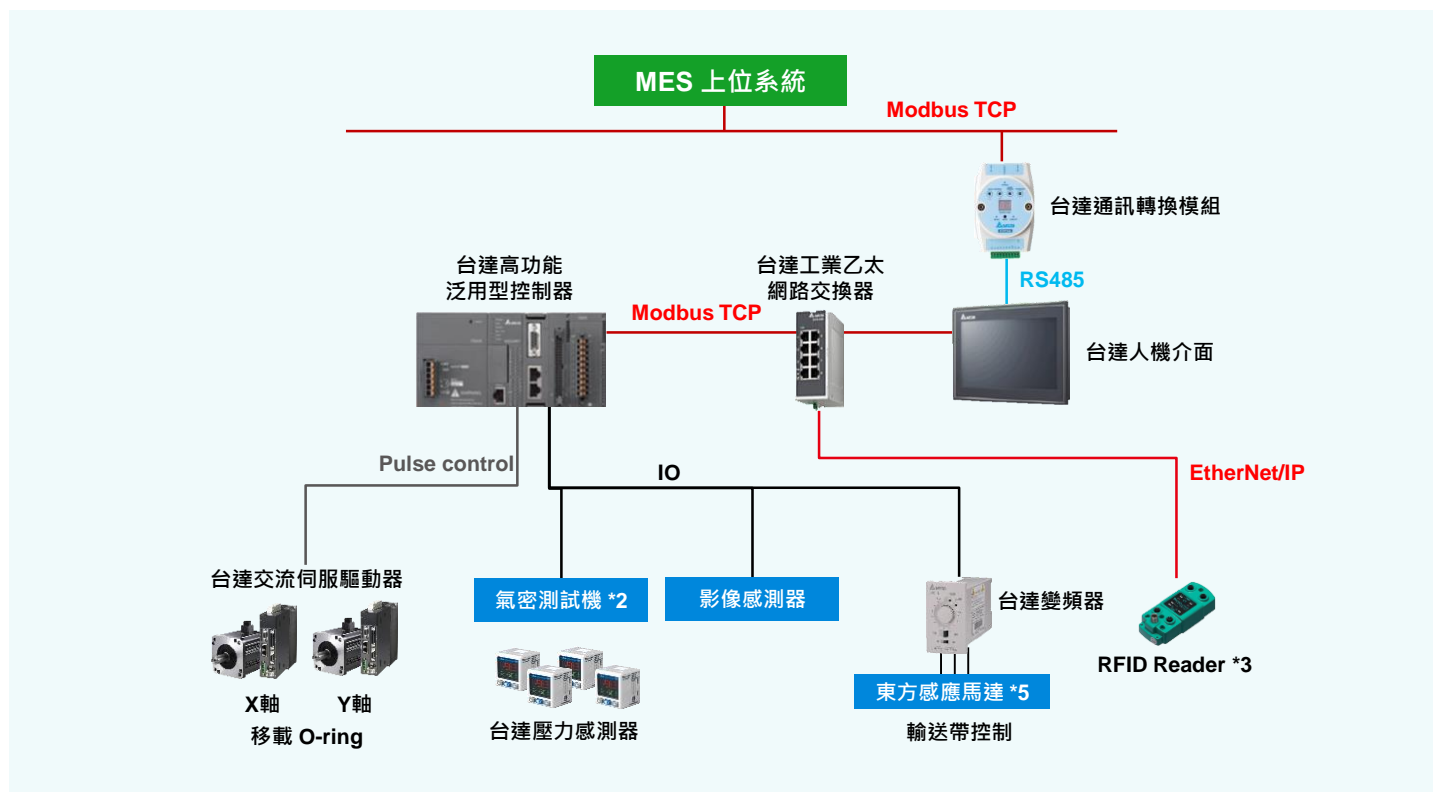 MES 上位系統
Modbus TCP
台達通訊轉換模組
RS485
台達高功能
泛用型控制器
台達工業乙太
網路交換器
Modbus TCP
台達人機介面
Pulse control
IO
EtherNet/IP
台達交流伺服驅動器
氣密測試機 *2
影像感測器
台達變頻器
RFID Reader *3
X軸
Y軸
移載 O-ring
台達壓力感測器
東方感應馬達 *5
輸送帶控制